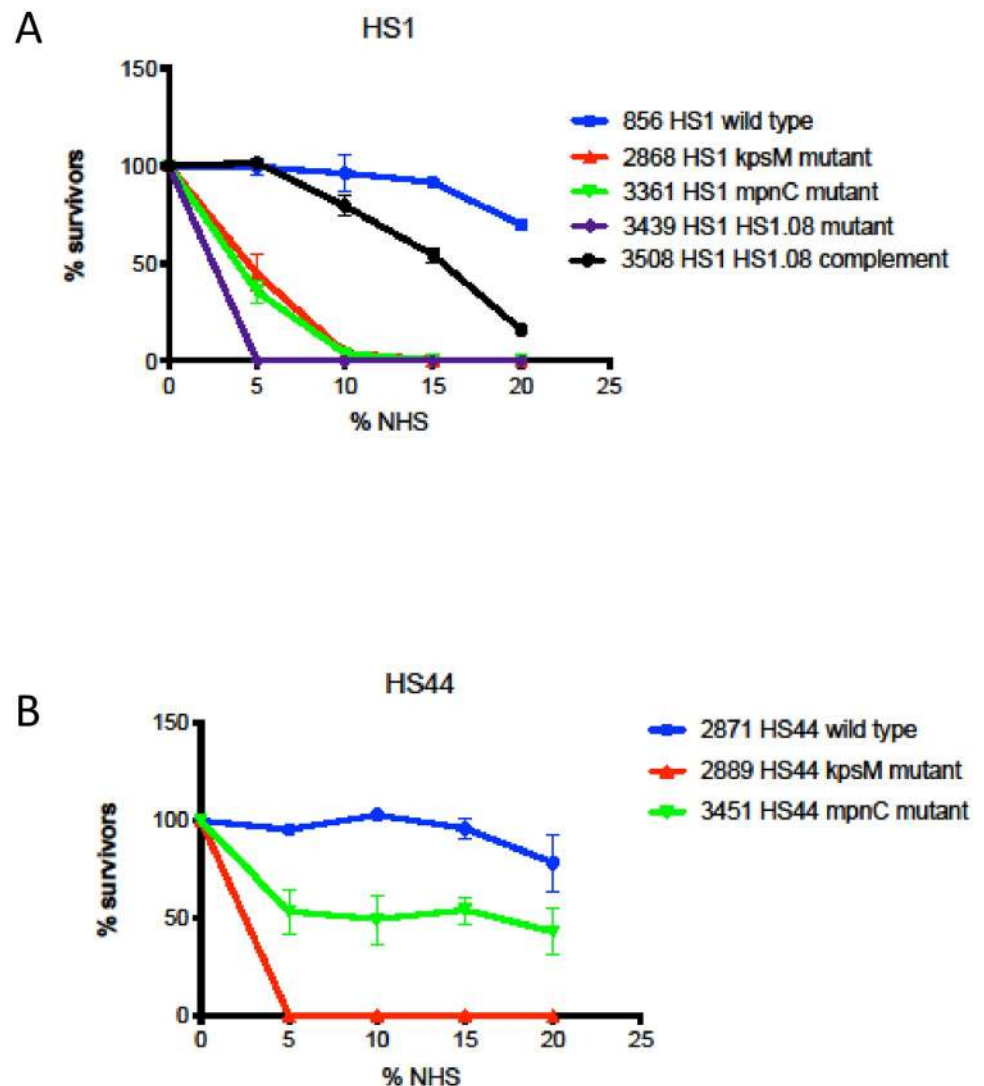 A
HS1
150
100
50
0
% survivors
0 5 10 15 20 25
% NHS
856 HS1 wild type
2868 HS1 kpsM mutant
3361 HS1 mpnC mutant
3439 HS1 HS1.08 mutant
3508 HS1 HS1.08 complement
B
HS44
150
100
50
0
% survivors
0 5 10 15 20 25
% NHS
2871 HS44 wild type
2889 HS44 kpsM mutant
3451 HS44 mpnC mutant